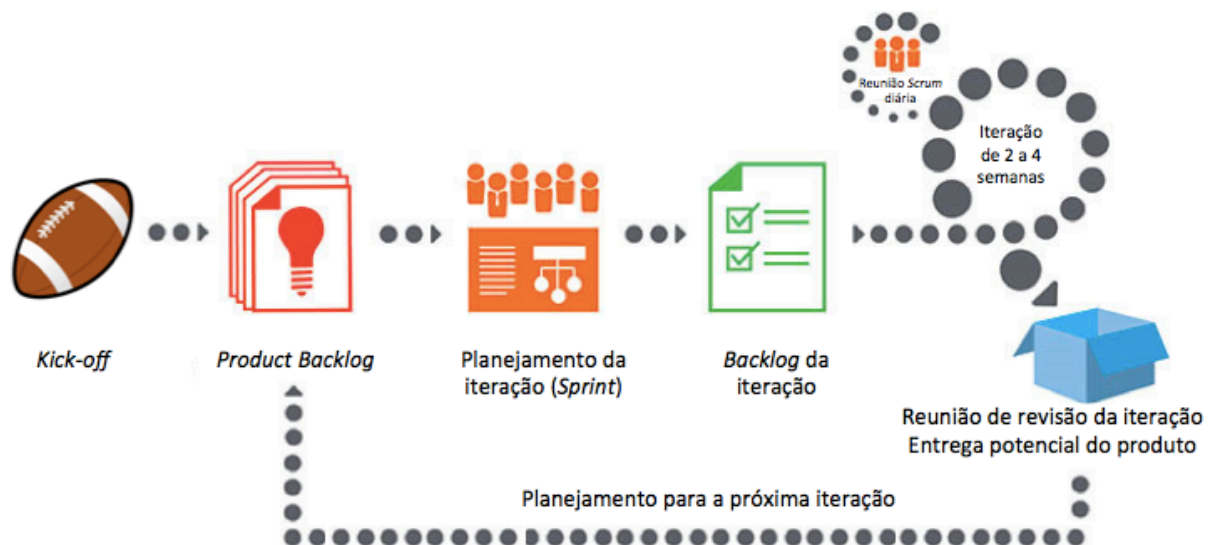 Reunião Scrum
diária
Iteração
de 2 a 4
semanas
Kick-off
Product Backlog
Planejamento da
iteração (Sprint)
Backlog da
iteração
Reunião de revisão da iteração
Entrega potencial do produto
Planejamento para a próxima iteração